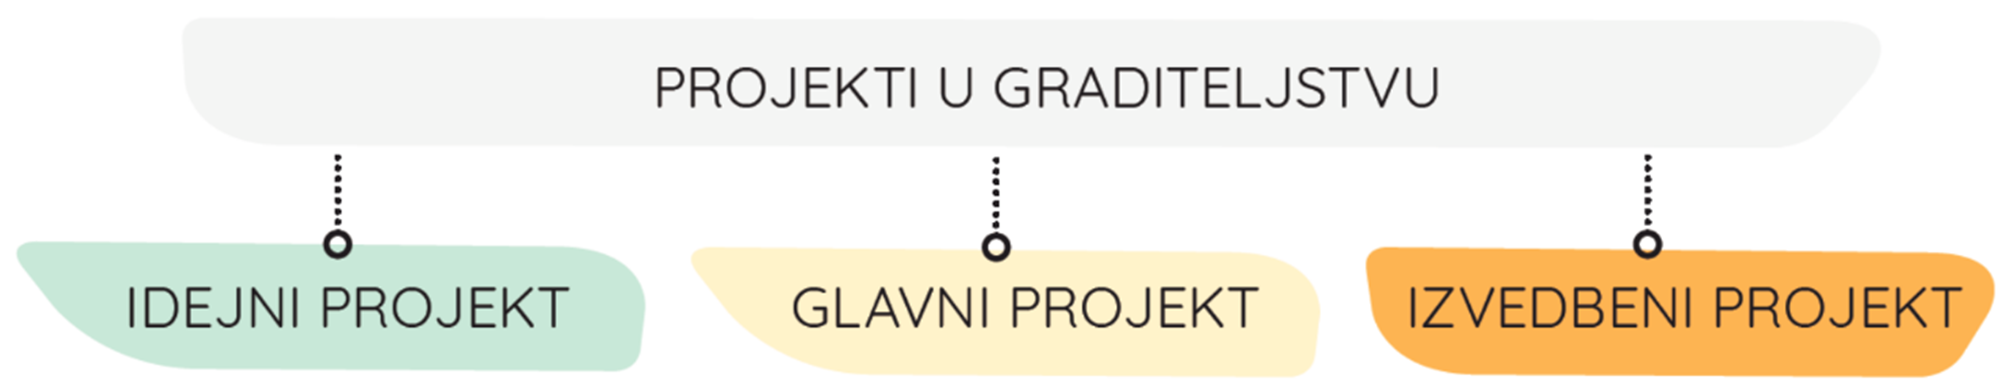 PROJEKTI U GRADITELJSTVU
IDEJNI PROJEKT
GLAVNI PROJEKT
IZVEDBENI PROJEKT